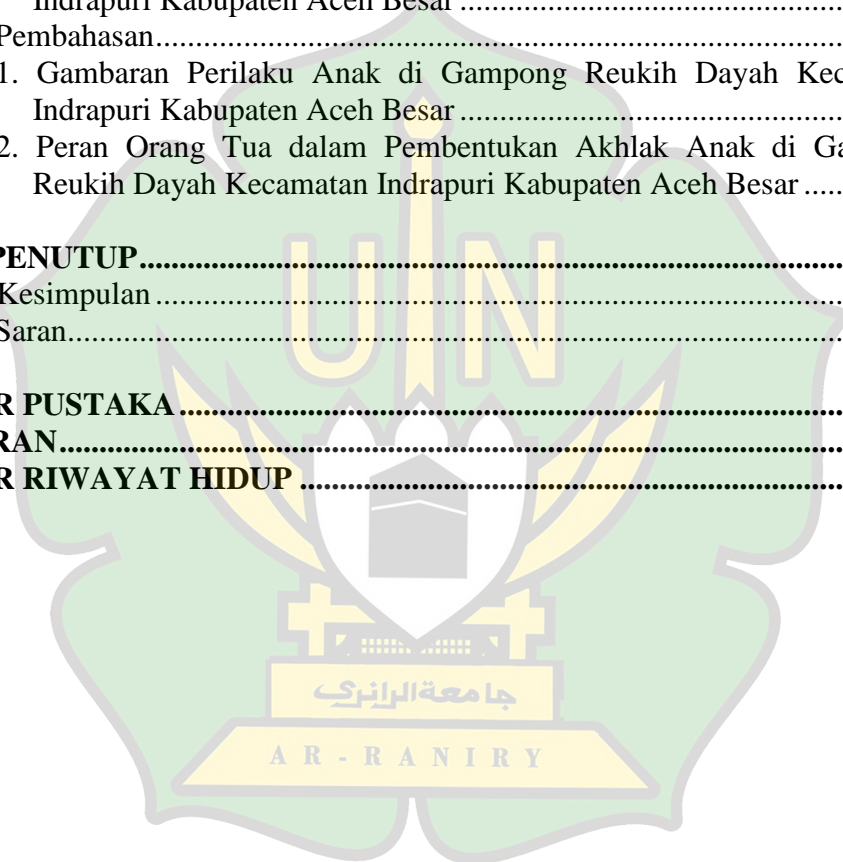 Indrapuri Kabupaten Aceh Besar ........................................................
Pembahasan...........................................................................................
1. Gambaran Perilaku Anak di Gampong Reukih Dayah Kec
Indrapuri Kabupaten Aceh Besar ........................................................
2. Peran Orang Tua dalam Pembentukan Akhlak Anak di Ga
Reukih Dayah Kecamatan Indrapuri Kabupaten Aceh Besar .....
PENUTUP..............................................................................................
Kesimpulan ...........................................................................................
Saran......................................................................................................
R PUSTAKA .........................................................................................
RAN........................................................................................................
R RIWAYAT HIDUP ...........................................................................
UIN
جامعة الرانري
AR-RANIRY